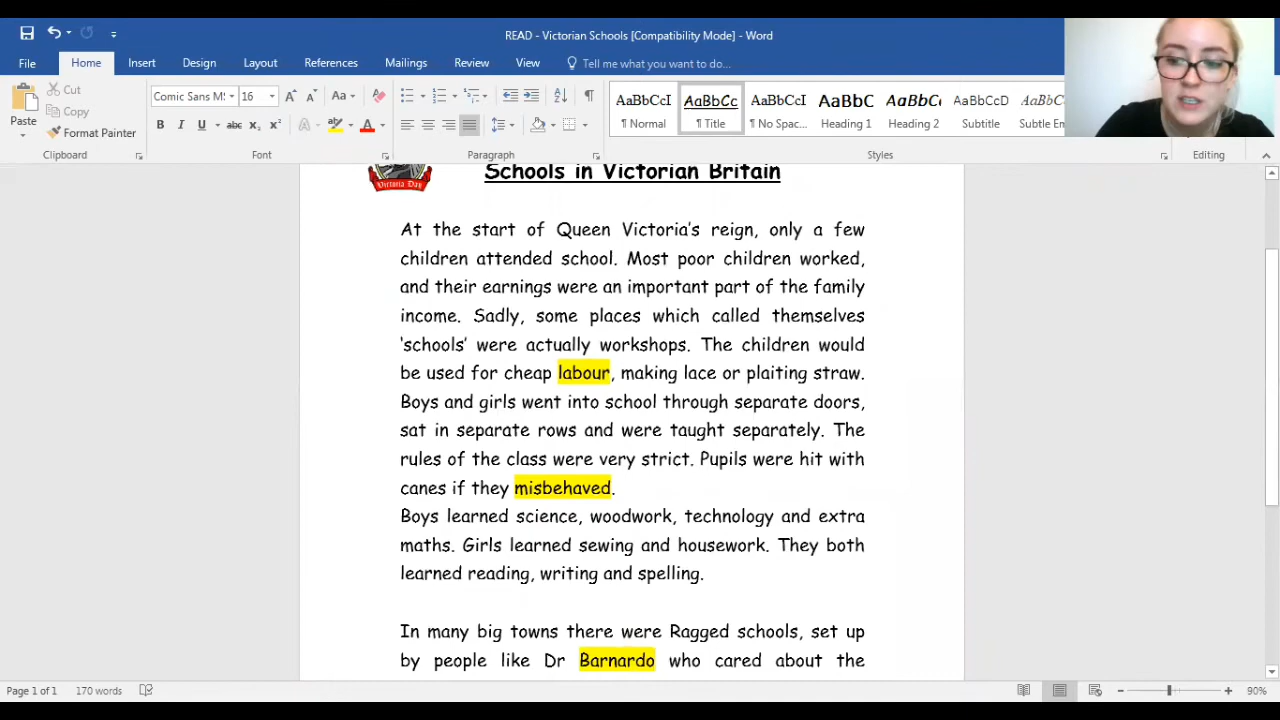 READ - Victorian Schools [Compatibility Mode] - Word
File Home Insert Design Layout References Mailings Review View Tell me what you want to do...
Paste
Cut
Copy
Format Painter
Clipboard
Comic Sans MS 16
B I U abc x₂ x²
Font
Paragraph
AaBbCcI AaBbCc AaBbCcI AaBbC AaBbCc AaBbCcD AaBbCc
¶ Normal ¶ Title ¶ No Spac... Heading 1 Heading 2 Subtitle Subtle Em
Styles
Editing
Victoria Day
Schools in Victorian Britain
At the start of Queen Victoria's reign, only a few
children attended school. Most poor children worked,
and their earnings were an important part of the family
income. Sadly, some places which called themselves
‘schools’ were actually workshops. The children would
be used for cheap labour, making lace or plaiting straw.
Boys and girls went into school through separate doors,
sat in separate rows and were taught separately. The
rules of the class were very strict. Pupils were hit with
canes if they misbehaved.
Boys learned science, woodwork, technology and extra
maths. Girls learned sewing and housework. They both
learned reading, writing and spelling.
In many big towns there were Ragged schools, set up
by people like Dr Barnardo who cared about the
Page 1 of 1 170 words
90%